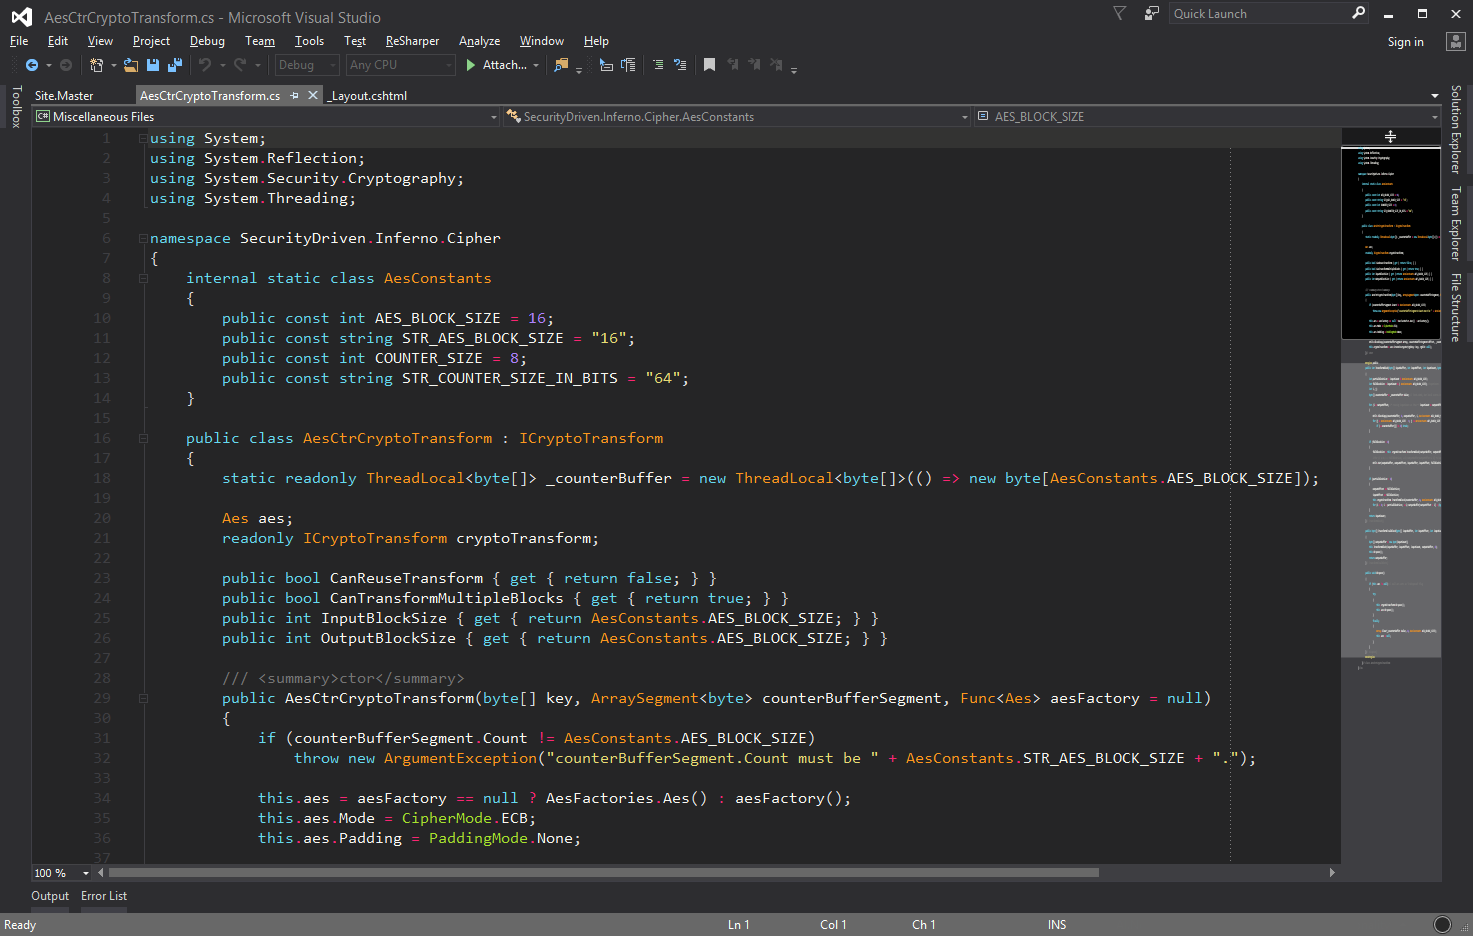 AesCtrCryptoTransform.cs - Microsoft Visual Studio
Quick Launch
File Edit View Project Debug Team Tools Test ReSharper Analyze Window Help
Sign in
Debug Any CPU Attach...
Toolbox
Site.Master AesCtrCryptoTransform.cs _Layout.cshtml
C# Miscellaneous Files SecurityDriven.Inferno.Cipher.AesConstants AES_BLOCK_SIZE
1 using System;
2 using System.Reflection;
3 using System.Security.Cryptography;
4 using System.Threading;
5
6 namespace SecurityDriven.Inferno.Cipher
7 {
8 internal static class AesConstants
9 {
10 public const int AES_BLOCK_SIZE = 16;
11 public const string STR_AES_BLOCK_SIZE = "16";
12 public const int COUNTER_SIZE = 8;
13 public const string STR_COUNTER_SIZE_IN_BITS = "64";
14 }
15
16 public class AesCtrCryptoTransform : ICryptoTransform
17 {
18 static readonly ThreadLocal<byte[]> _counterBuffer = new ThreadLocal<byte[]>(() => new byte[AesConstants.AES_BLOCK_SIZE]);
19
20 Aes aes;
21 readonly ICryptoTransform cryptoTransform;
22
23 public bool CanReuseTransform { get { return false; } }
24 public bool CanTransformMultipleBlocks { get { return true; } }
25 public int InputBlockSize { get { return AesConstants.AES_BLOCK_SIZE; } }
26 public int OutputBlockSize { get { return AesConstants.AES_BLOCK_SIZE; } }
27
28 /// <summary>ctor</summary>
29 public AesCtrCryptoTransform(byte[] key, ArraySegment<byte> counterBufferSegment, Func<Aes> aesFactory = null)
30 {
31 if (counterBufferSegment.Count != AesConstants.AES_BLOCK_SIZE)
32 throw new ArgumentException("counterBufferSegment.Count must be " + AesConstants.STR_AES_BLOCK_SIZE + ".");
33
34 this.aes = aesFactory == null ? AesFactories.Aes() : aesFactory();
35 this.aes.Mode = CipherMode.ECB;
36 this.aes.Padding = PaddingMode.None;
37
Solution Explorer
Team Explorer
File Structure
100 %
Output Error List
Ready Ln 1 Col 1 Ch 1 INS